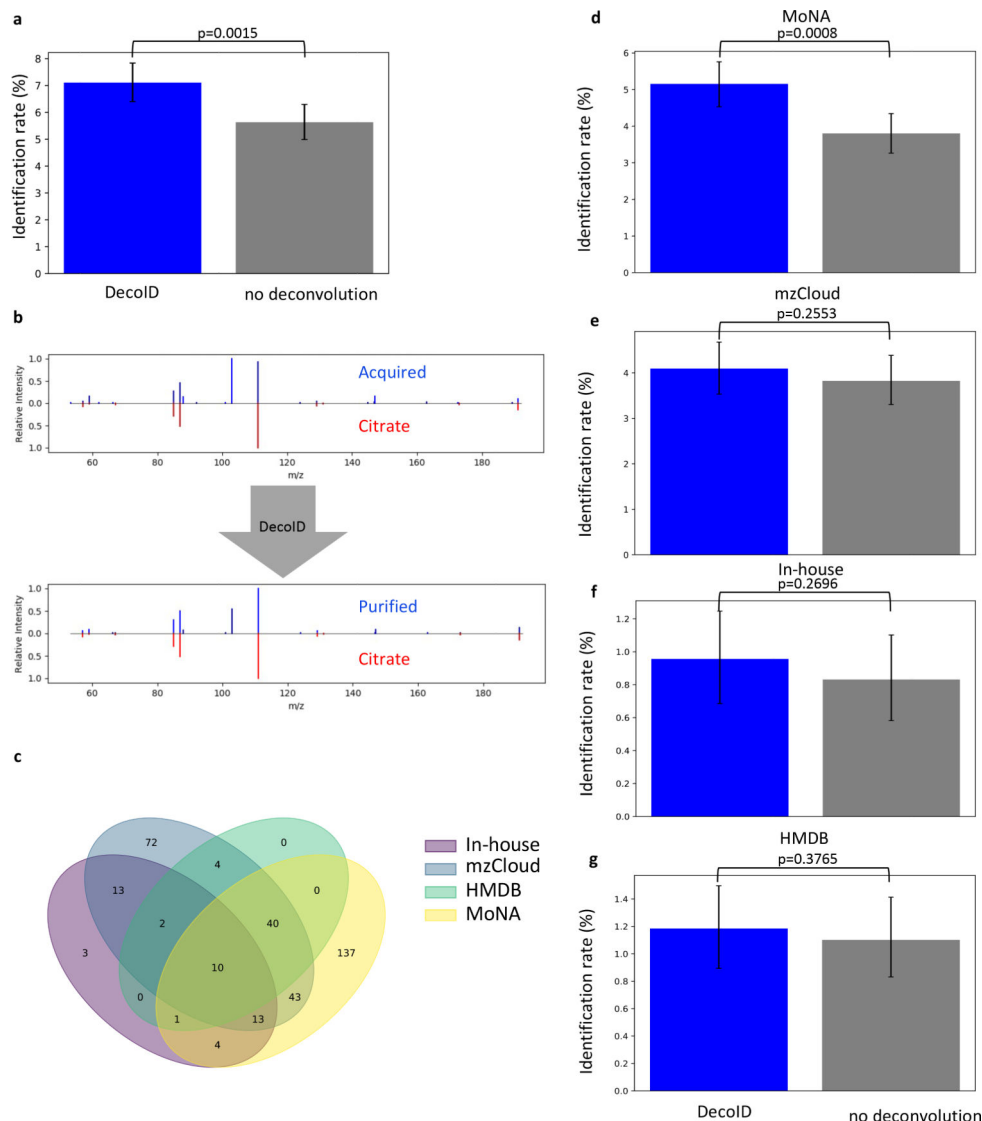 a
p=0.0015
8
7
6
5
4
3
2
1
0
Identification rate (%)
DecoID
no deconvolution
b
1.0
0.5
0.0
0.5
1.0
Relative Intensity
Acquired
Citrate
60 80 100 120 140 160 180
m/z
DecoID
1.0
0.5
0.0
0.5
1.0
Relative Intensity
Purified
Citrate
60 80 100 120 140 160 180
m/z
c
72
4
0
13
2
40
0
3
10
137
0
1
13
43
4
In-house
mzCloud
HMDB
MoNA
d
MoNA
p=0.0008
6
5
4
3
2
1
0
Identification rate (%)
e
mzCloud
p=0.2553
4
3
2
1
0
Identification rate (%)
f
In-house
p=0.2696
1.2
1.0
0.8
0.6
0.4
0.2
0.0
Identification rate (%)
g
HMDB
p=0.3765
1.4
1.2
1.0
0.8
0.6
0.4
0.2
0.0
Identification rate (%)
DecoID
no deconvolution